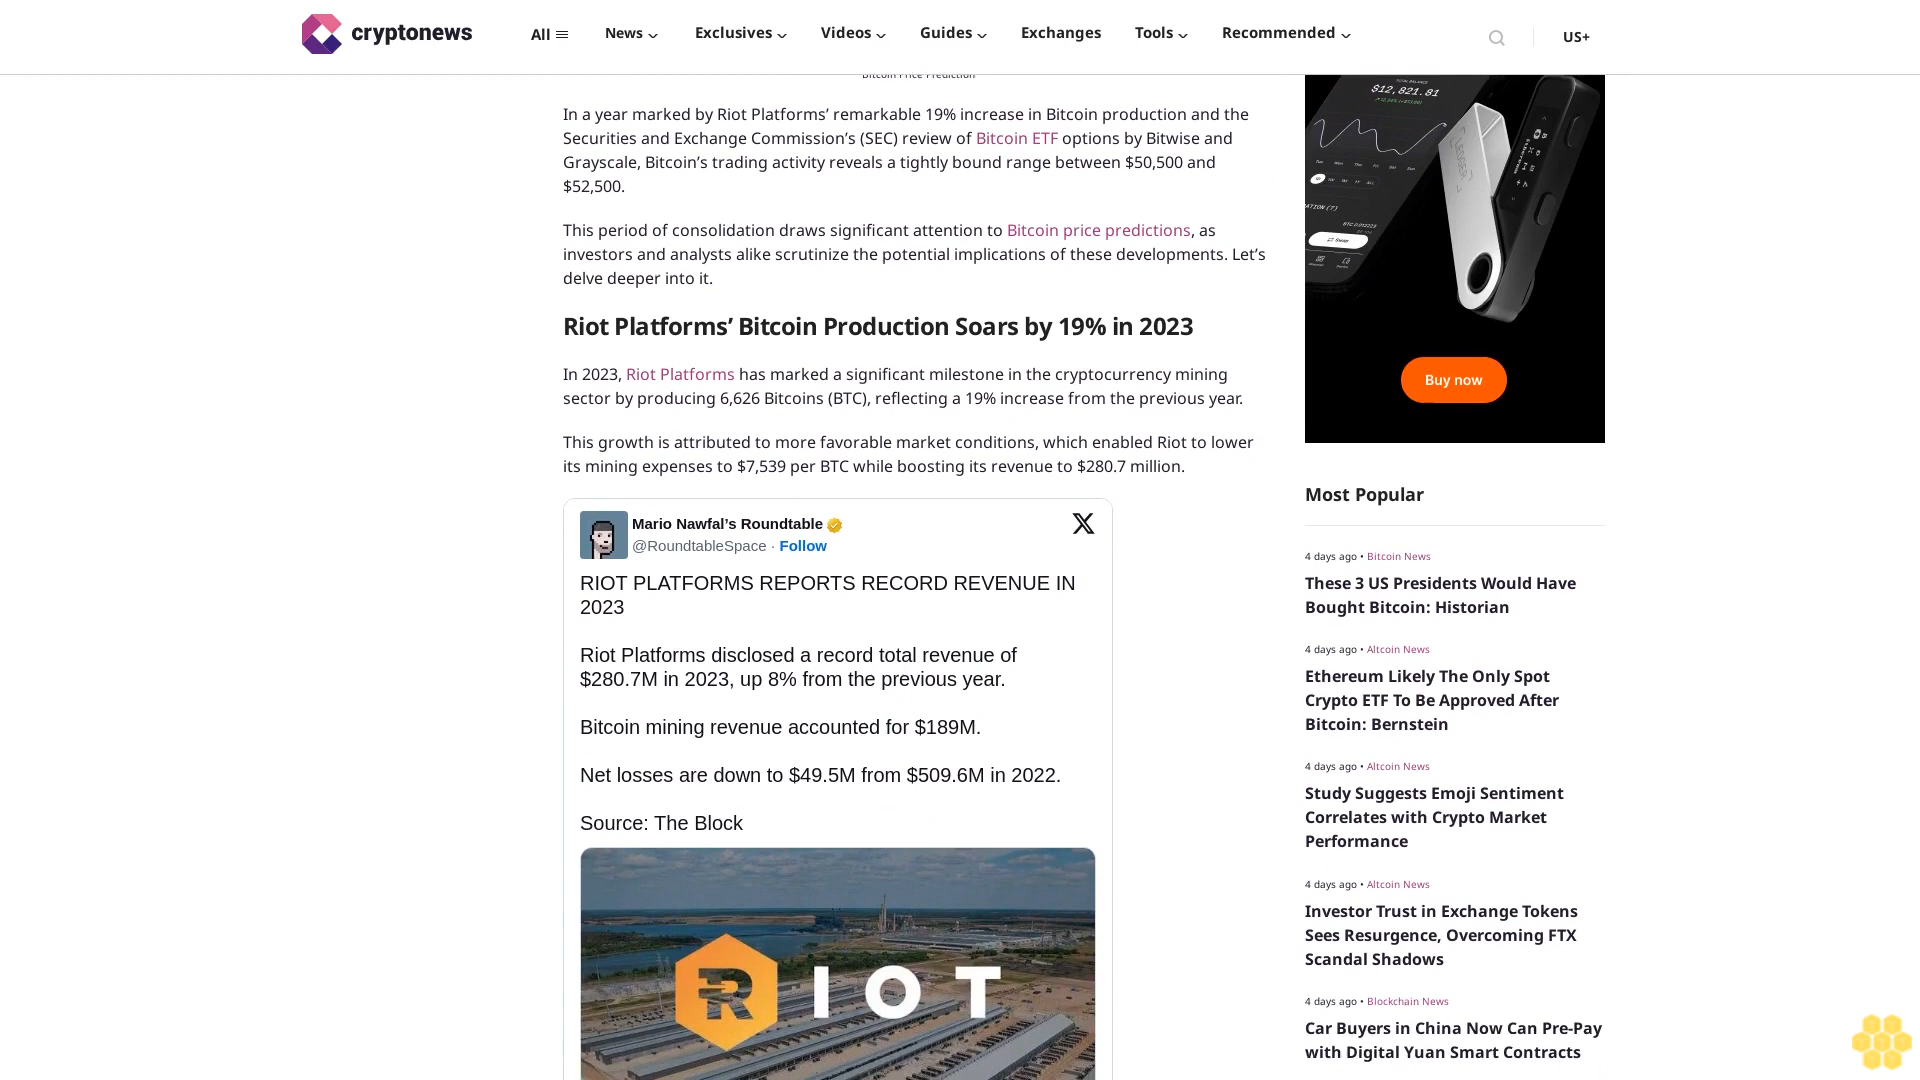 cryptonews
All
News
Exclusives
Videos
Guides
Exchanges
Tools
Recommended
US+
Bitcoin Price Prediction
In a year marked by Riot Platforms’ remarkable 19% increase in Bitcoin production and the
Securities and Exchange Commission’s (SEC) review of Bitcoin ETF options by Bitwise and
Grayscale, Bitcoin’s trading activity reveals a tightly bound range between $50,500 and
$52,500.
This period of consolidation draws significant attention to Bitcoin price predictions, as
investors and analysts alike scrutinize the potential implications of these developments. Let’s
delve deeper into it.
Riot Platforms’ Bitcoin Production Soars by 19% in 2023
In 2023, Riot Platforms has marked a significant milestone in the cryptocurrency mining
sector by producing 6,626 Bitcoins (BTC), reflecting a 19% increase from the previous year.
This growth is attributed to more favorable market conditions, which enabled Riot to lower
its mining expenses to $7,539 per BTC while boosting its revenue to $280.7 million.
Mario Nawfal’s Roundtable
@RoundtableSpace · Follow
RIOT PLATFORMS REPORTS RECORD REVENUE IN
2023
Riot Platforms disclosed a record total revenue of
$280.7M in 2023, up 8% from the previous year.
Bitcoin mining revenue accounted for $189M.
Net losses are down to $49.5M from $509.6M in 2022.
Source: The Block
RIOT
$12,821.81
LEDGER
Swap
Buy now
Most Popular
4 days ago • Bitcoin News
These 3 US Presidents Would Have
Bought Bitcoin: Historian
4 days ago • Altcoin News
Ethereum Likely The Only Spot
Crypto ETF To Be Approved After
Bitcoin: Bernstein
4 days ago • Altcoin News
Study Suggests Emoji Sentiment
Correlates with Crypto Market
Performance
4 days ago • Altcoin News
Investor Trust in Exchange Tokens
Sees Resurgence, Overcoming FTX
Scandal Shadows
4 days ago • Blockchain News
Car Buyers in China Now Can Pre-Pay
with Digital Yuan Smart Contracts